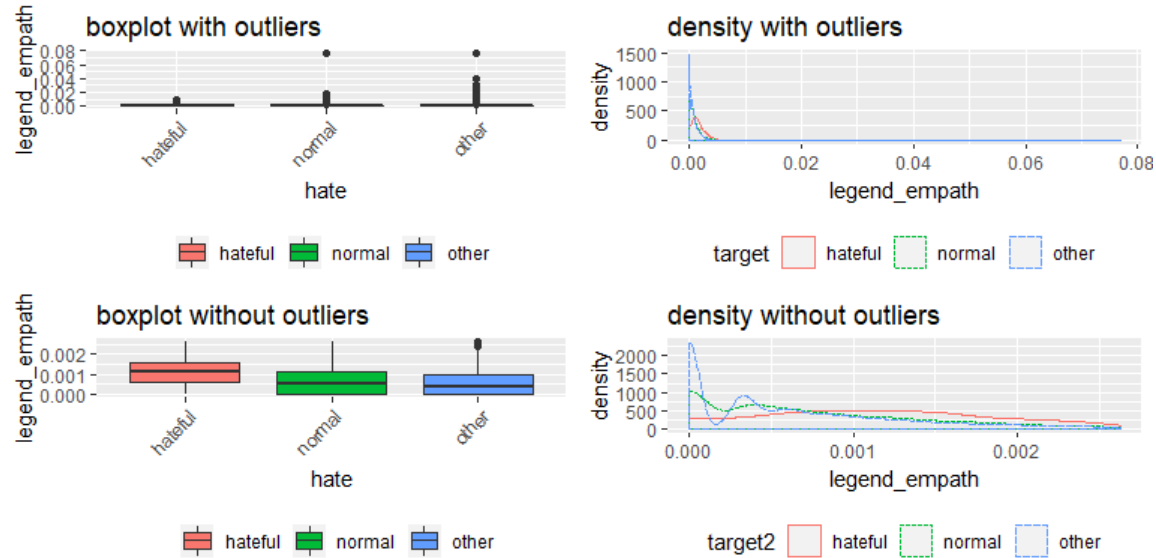 boxplot with outliers
legend_empath
0.08
0.06
0.04
0.02
0.00
hateful
normal
other
hate
hateful normal other
density with outliers
density
1500
1000
500
0
0.00 0.02 0.04 0.06 0.08
legend_empath
target hateful normal other
boxplot without outliers
legend_empath
0.002
0.001
0.000
hateful
normal
other
hate
hateful normal other
density without outliers
density
2000
1500
1000
500
0
0.000 0.001 0.002
legend_empath
target2 hateful normal other